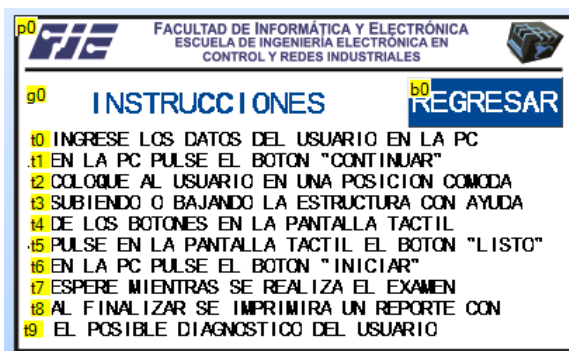 p0 FIE FACULTAD DE INFORMÁTICA Y ELECTRÓNICA
ESCUELA DE INGENIERÍA ELECTRÓNICA EN
CONTROL Y REDES INDUSTRIALES
g0 INSTRUCCIONES b0 REGRESAR
t0 INGRESE LOS DATOS DEL USUARIO EN LA PC
t1 EN LA PC PULSE EL BOTON "CONTINUAR"
t2 COLOQUE AL USUARIO EN UNA POSICION COMODA
t3 SUBIENDO O BAJANDO LA ESTRUCTURA CON AYUDA
t4 DE LOS BOTONES EN LA PANTALLA TACTIL
t5 PULSE EN LA PANTALLA TACTIL EL BOTON "LISTO"
t6 EN LA PC PULSE EL BOTON "INICIAR"
t7 ESPERE MIENTRAS SE REALIZA EL EXAMEN
t8 AL FINALIZAR SE IMPRIMIRA UN REPORTE CON
t9 EL POSIBLE DIAGNOSTICO DEL USUARIO